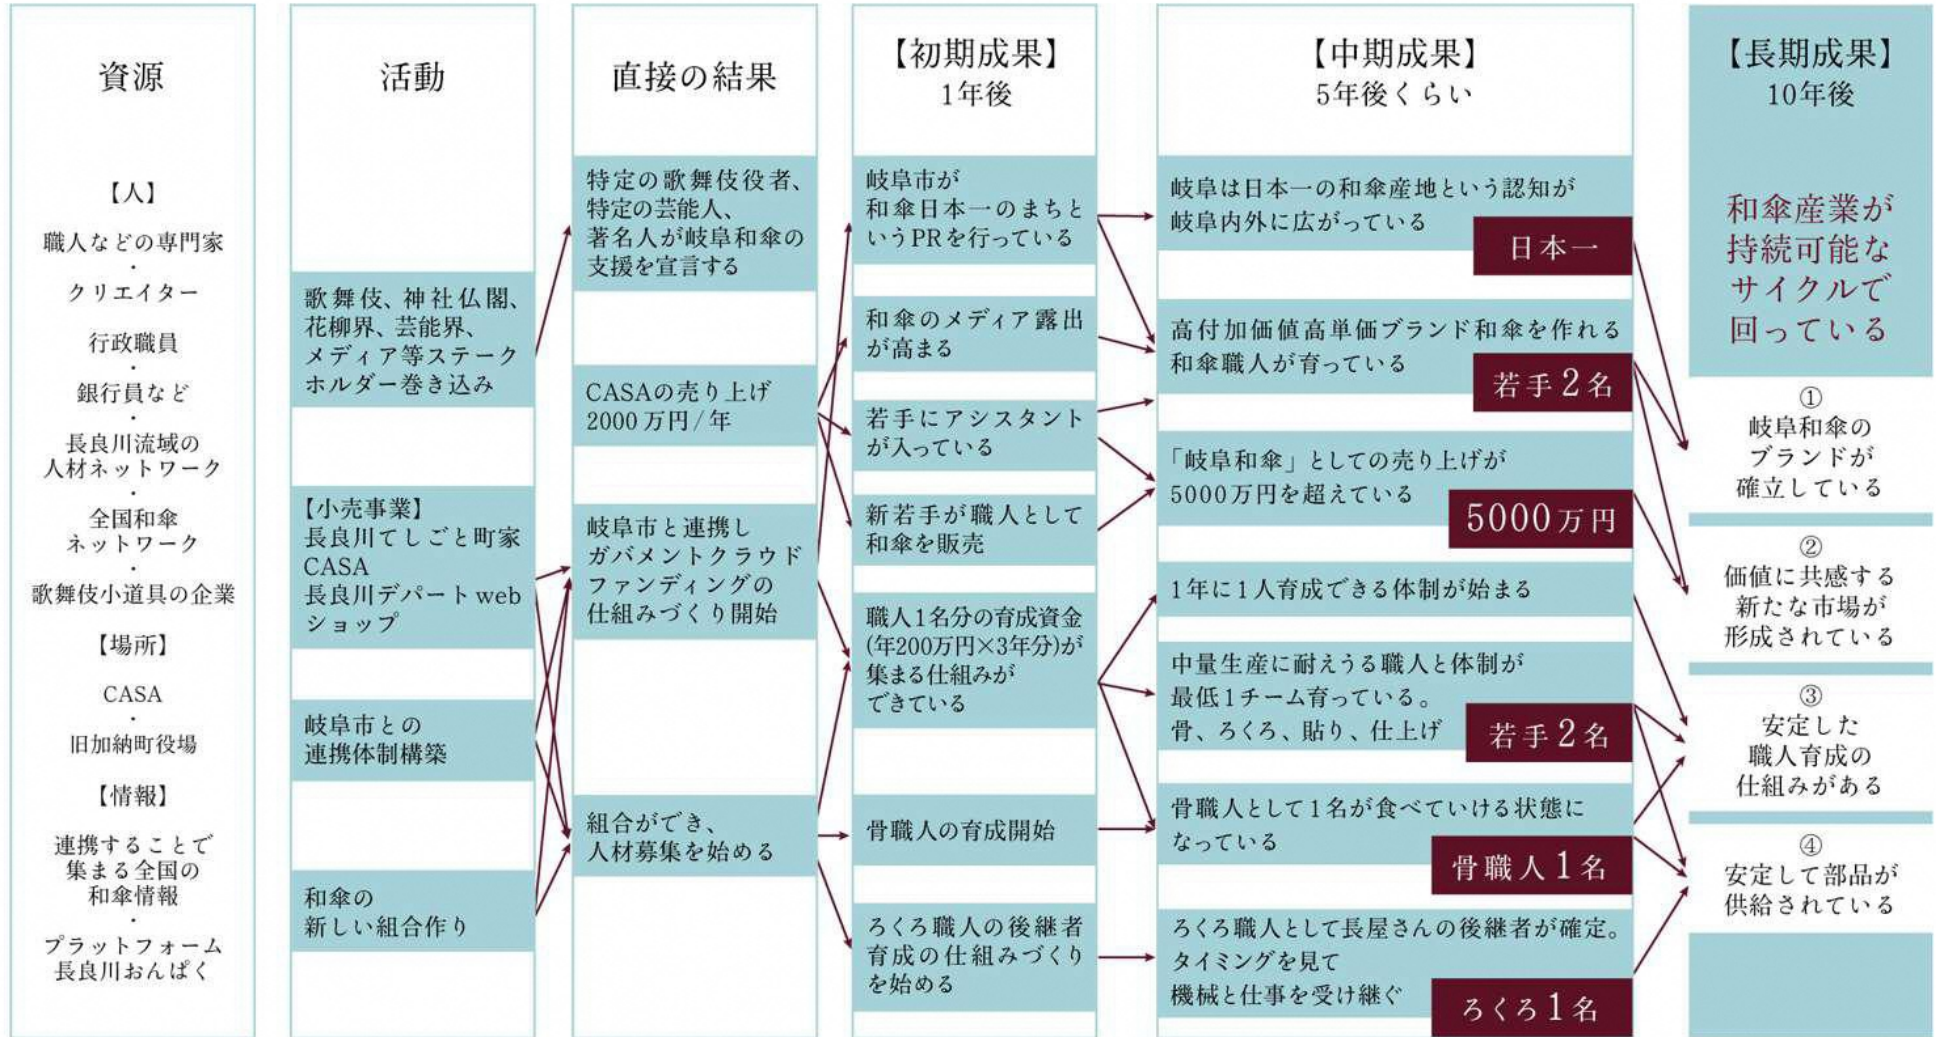 資源
【人】
職人などの専門家
・
クリエイター
・
行政職員
・
銀行員など
・
長良川流域の
人材ネットワーク
・
全国和傘
ネットワーク
・
歌舞伎小道具の企業
【場所】
CASA
・
旧加納町役場
【情報】
連携することで
集まる全国の
和傘情報
・
プラットフォーム
長良川おんぱく
活動
歌舞伎、神社仏閣、
花柳界、芸能界、
メディア等ステーク
ホルダー巻き込み
【小売事業】
長良川てしごと町家
CASA
長良川デパートweb
ショップ
岐阜市との
連携体制構築
和傘の
新しい組合作り
直接の結果
特定の歌舞伎役者、
特定の芸能人、
著名人が岐阜和傘の
支援を宣言する
CASAの売り上げ
2000万円/年
岐阜市と連携し
ガバメントクラウド
ファンディングの
仕組みづくり開始
組合ができ、
人材募集を始める
【初期成果】
1年後
岐阜市が
和傘日本一のまちと
いうPRを行っている
和傘のメディア露出
が高まる
若手にアシスタント
が入っている
新若手が職人として
和傘を販売
職人1名分の育成資金
(年200万円×3年分)が
集まる仕組みが
できている
骨職人の育成開始
ろくろ職人の後継者
育成の仕組みづくり
を始める
【中期成果】
5年後くらい
岐阜は日本一の和傘産地という認知が
岐阜内外に広がっている
日本一
高付加価値高単価ブランド和傘を作れる
和傘職人が育っている
若手2名
「岐阜和傘」としての売り上げが
5000万円を超えている
5000万円
1年に1人育成できる体制が始まる
中量生産に耐えうる職人と体制が
最低1チーム育っている。
骨、ろくろ、貼り、仕上げ
若手2名
骨職人として1名が食べていける状態に
なっている
骨職人1名
ろくろ職人として長屋さんの後継者が確定。
タイミングを見て
機械と仕事を受け継ぐ
ろくろ1名
【長期成果】
10年後
和傘産業が
持続可能な
サイクルで
回っている
①
岐阜和傘の
ブランドが
確立している
②
価値に共感する
新たな市場が
形成されている
③
安定した
職人育成の
仕組みがある
④
安定して部品が
供給されている